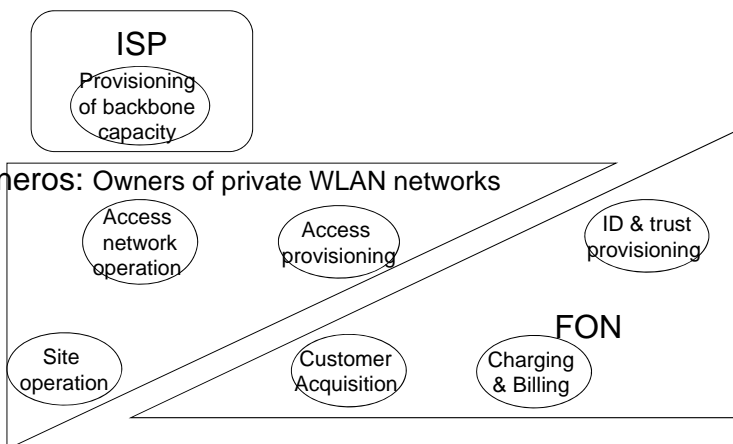 ISP
Provisioning
of backbone
capacity
neros: Owners of private WLAN networks
Access
network
operation
Access
provisioning
ID & trust
provisioning
FON
Site
operation
Customer
Acquisition
Charging
& Billing